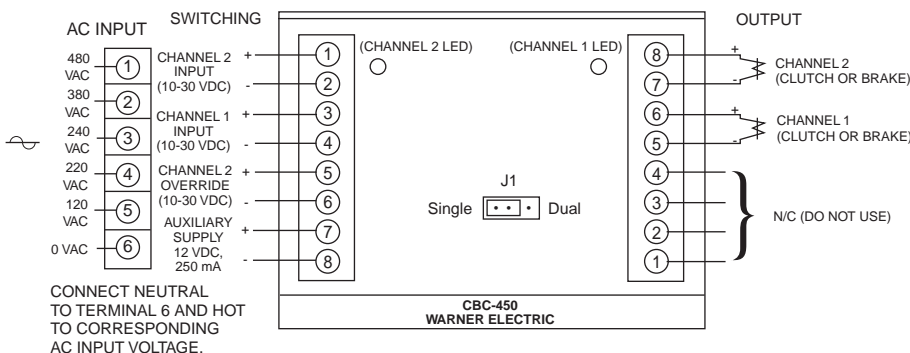 AC INPUT
480
VAC
1
380
VAC
2
240
VAC
3
220
VAC
4
120
VAC
5
0 VAC
6
CONNECT NEUTRAL
TO TERMINAL 6 AND HOT
TO CORRESPONDING
AC INPUT VOLTAGE.
SWITCHING
CHANNEL 2
INPUT
(10-30 VDC)
+
-
CHANNEL 1
INPUT
(10-30 VDC)
+
-
CHANNEL 2
OVERRIDE
(10-30 VDC)
+
-
AUXILIARY
SUPPLY
12 VDC,
250 mA
+
-
1
2
3
4
5
6
7
8
(CHANNEL 2 LED)
(CHANNEL 1 LED)
J1
Single
Dual
CBC-450
WARNER ELECTRIC
OUTPUT
8
7
6
5
4
3
2
1
+
-
CHANNEL 2
(CLUTCH OR BRAKE)
+
-
CHANNEL 1
(CLUTCH OR BRAKE)
N/C (DO NOT USE)